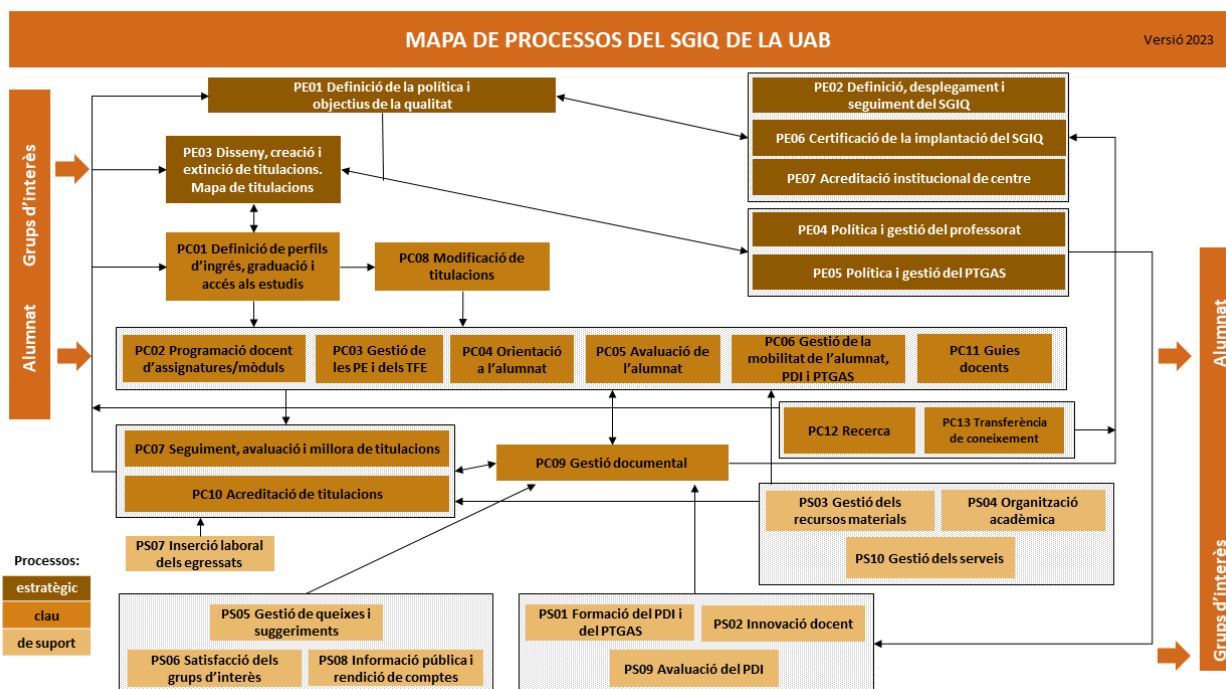 MAPA DE PROCESSOS DEL SGIQ DE LA UAB
Versió 2023
Grups d'interès
Alumnat
PE01 Definició de la política i
objectius de la qualitat
PE02 Definició, desplegament i
seguiment del SGIQ
PE06 Certificació de la implantació del SGIQ
PE07 Acreditació institucional de centre
PE03 Disseny, creació i
extinció de titulacions.
Mapa de titulacions
PE04 Política i gestió del professorat
PE05 Política i gestió del PTGAS
PC01 Definició de perfils
d'ingrés, graduació i
accés als estudis
PC08 Modificació de
titulacions
PC02 Programació docent
d'assignatures/mòduls
PC03 Gestió de
les PE i dels TFE
PC04 Orientació
a l'alumnat
PC05 Avaluació de
l'alumnat
PC06 Gestió de la
mobilitat de l'alumnat,
PDI i PTGAS
PC11 Guies
docents
PC12 Recerca
PC13 Transferència
de coneixement
PC07 Seguiment, avaluació i millora de titulacions
PC10 Acreditació de titulacions
PC09 Gestió documental
PS03 Gestió dels
recursos materials
PS04 Organització
acadèmica
PS10 Gestió dels serveis
PS07 Inserció laboral
dels egressats
Processos:
estratègic
clau
de suport
PS05 Gestió de queixes i
suggeriments
PS06 Satisfacció dels
grups d'interès
PS08 Informació pública i
rendició de comptes
PS01 Formació del PDI i
del PTGAS
PS02 Innovació docent
PS09 Avaluació del PDI
Alumnat
Grups d'interès